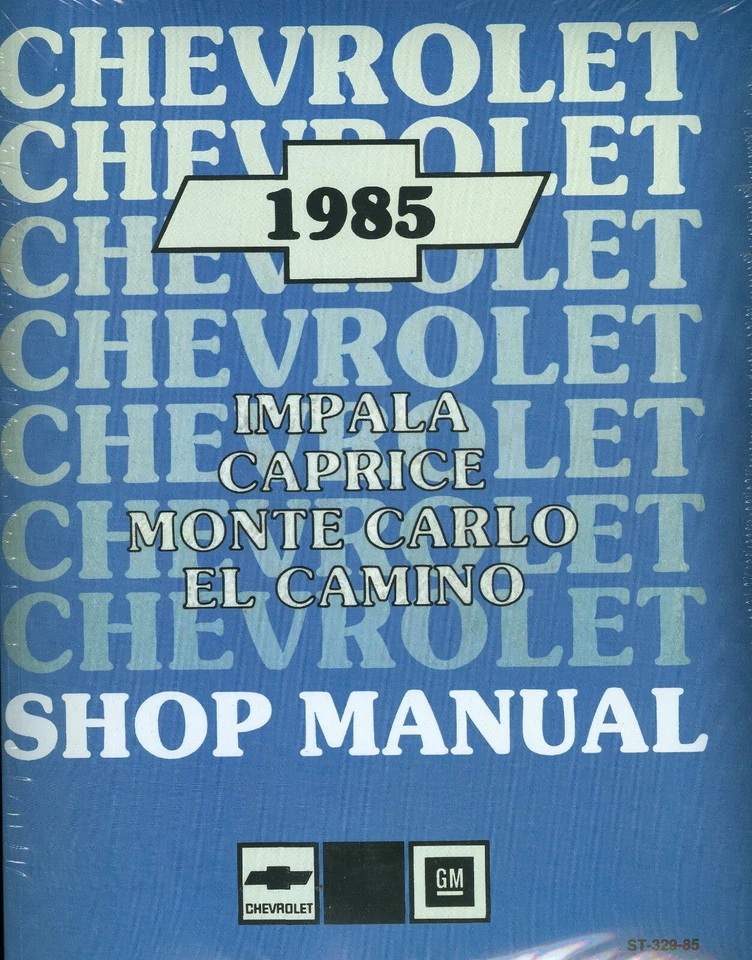 CHEVROLET
CHEVROLET
1985
CHEVROLET
CHEVROLET
IMPALA
CHEVROLET
CAPRICE
CHEVROLET
MONTE CARLO
EL CAMINO
CHEVROLET
SHOP MANUAL
CHEVROLET
GM
ST-329-85